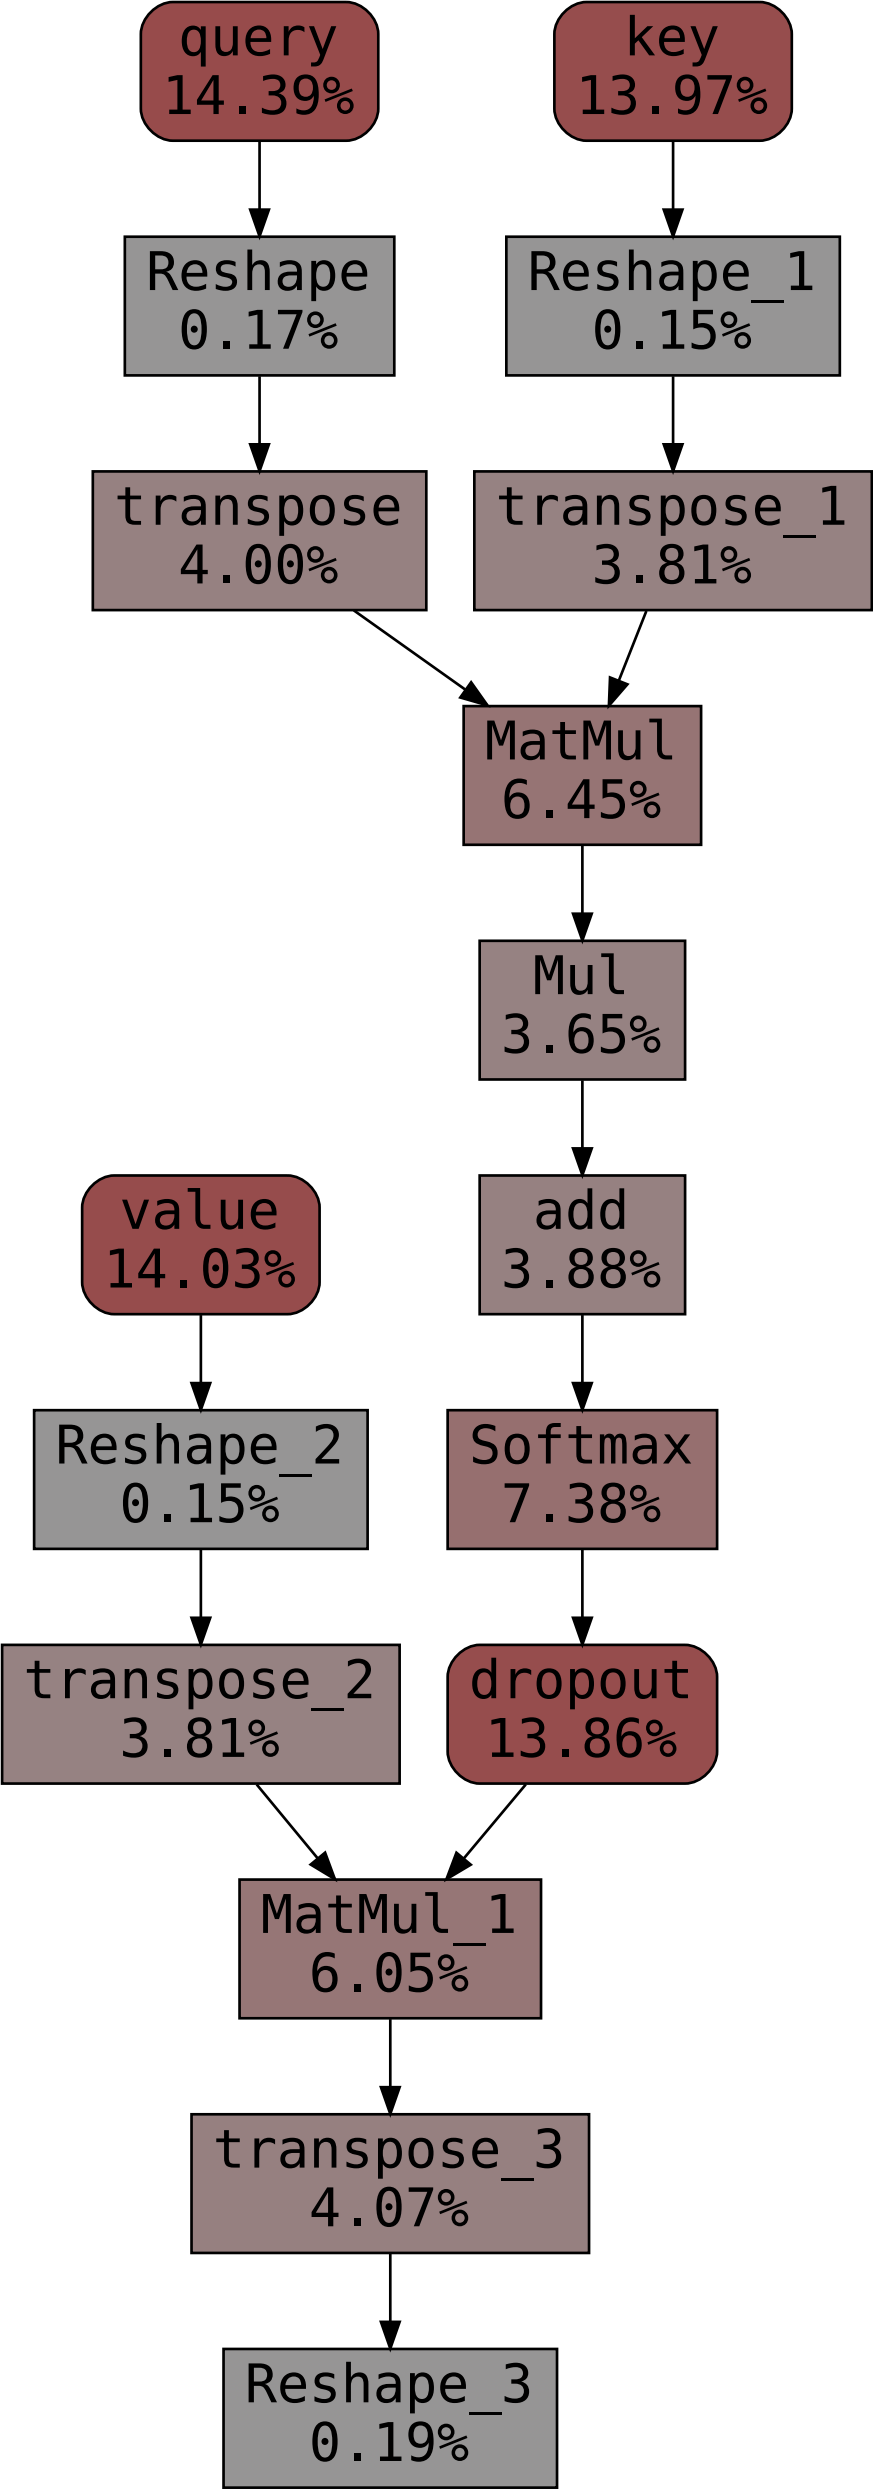 query
14.39%
key
13.97%
Reshape
0.17%
Reshape_1
0.15%
transpose
4.00%
transpose_1
3.81%
MatMul
6.45%
Mul
3.65%
value
14.03%
add
3.88%
Reshape_2
0.15%
Softmax
7.38%
transpose_2
3.81%
dropout
13.86%
MatMul_1
6.05%
transpose_3
4.07%
Reshape_3
0.19%